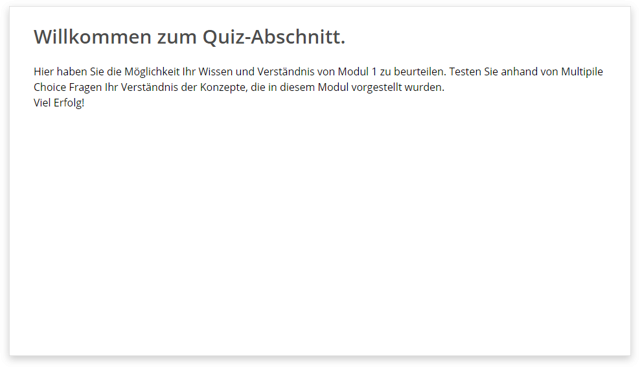 Willkommen zum Quiz-Abschnitt.
Hier haben Sie die Möglichkeit Ihr Wissen und Verständnis von Modul 1 zu beurteilen. Testen Sie anhand von Multipile
Choice Fragen Ihr Verständnis der Konzepte, die in diesem Modul vorgestellt wurden.
Viel Erfolg!